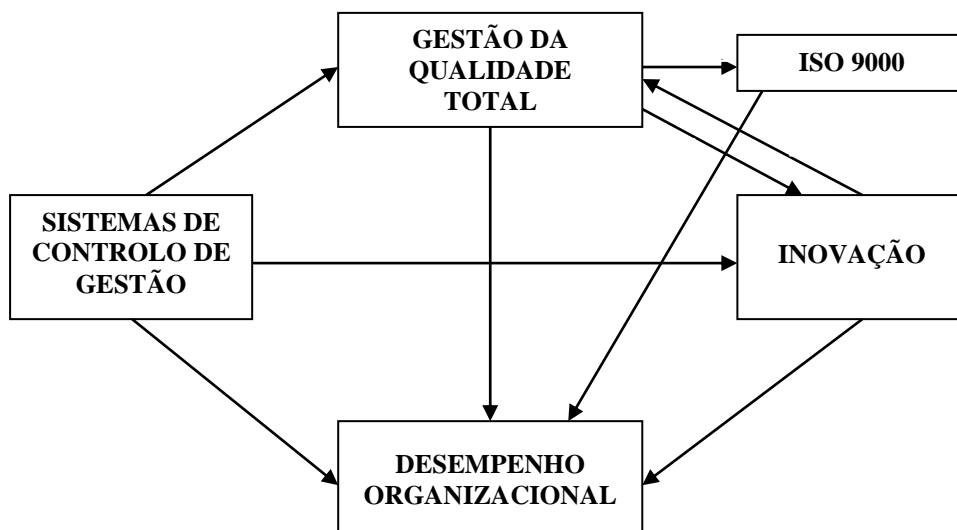 GESTÃO DA
QUALIDADE
TOTAL
ISO 9000
SISTEMAS DE
CONTROLO DE
GESTÃO
INOVAÇÃO
DESEMPENHO
ORGANIZACIONAL